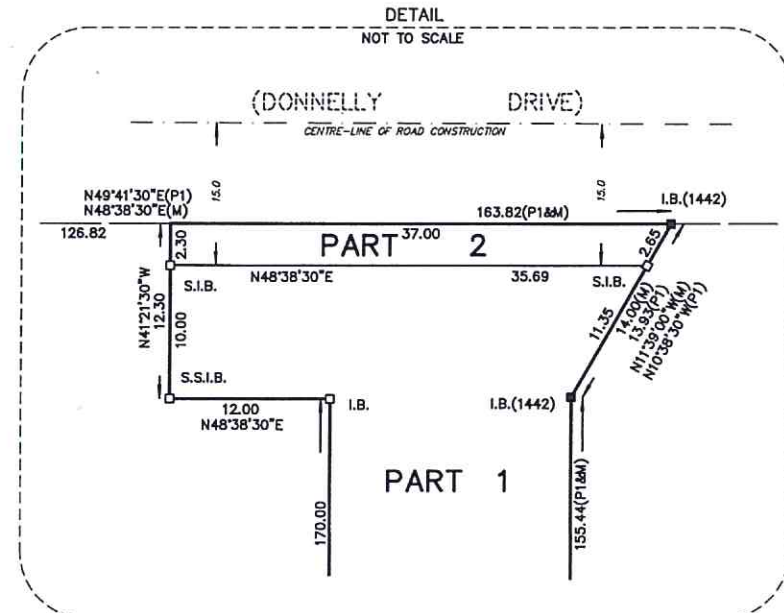 DETAIL
NOT TO SCALE
(DONNELLY DRIVE)
CENTRE-LINE OF ROAD CONSTRUCTION
N49°41'30"E(P1)
N48°38'30"E(M)
15.0
15.0
163.82(P1&M)
I.B.(1442)
126.82
2.30
PART 2
37.00
2.65
N48°38'30"E
35.69
S.I.B.
S.I.B.
N41°21'30"W
12.30
10.00
11.35
14.00(M)
13.93(P1)
N11°39'00"W(M)
N10°38'30"W(P1)
S.S.I.B.
12.00
N48°38'30"E
I.B.
I.B.(1442)
PART 1
170.00
155.44(P1&M)